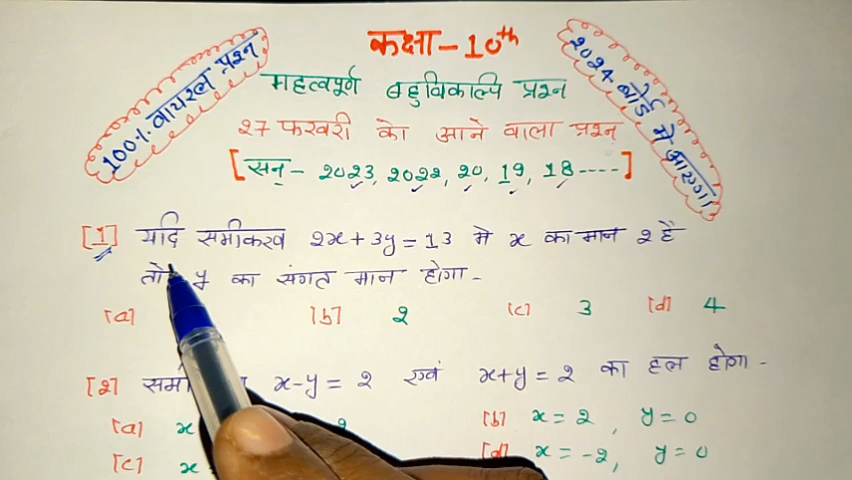 कक्षा - 10th
100% वायरल प्रश्न
2024 बोर्ड मे आएगा
महत्वपूर्ण बहुविकल्पि प्रश्न
27 फरवरी को आने वाला प्रश्न
[सन् - 2023, 2022, 20, 19, 18 ----]
[1] यदि समीकरण 2x + 3y = 13 मे x का मान 2 है
तो y का संगत मान होगा -
[a] [b] 2 [c] 3 [d] 4
[2] x - y = 2 एवं x + y = 2 का हल होगा -
[a] x [b] x = 2, y = 0
[c] x [d] x = -2, y = 0